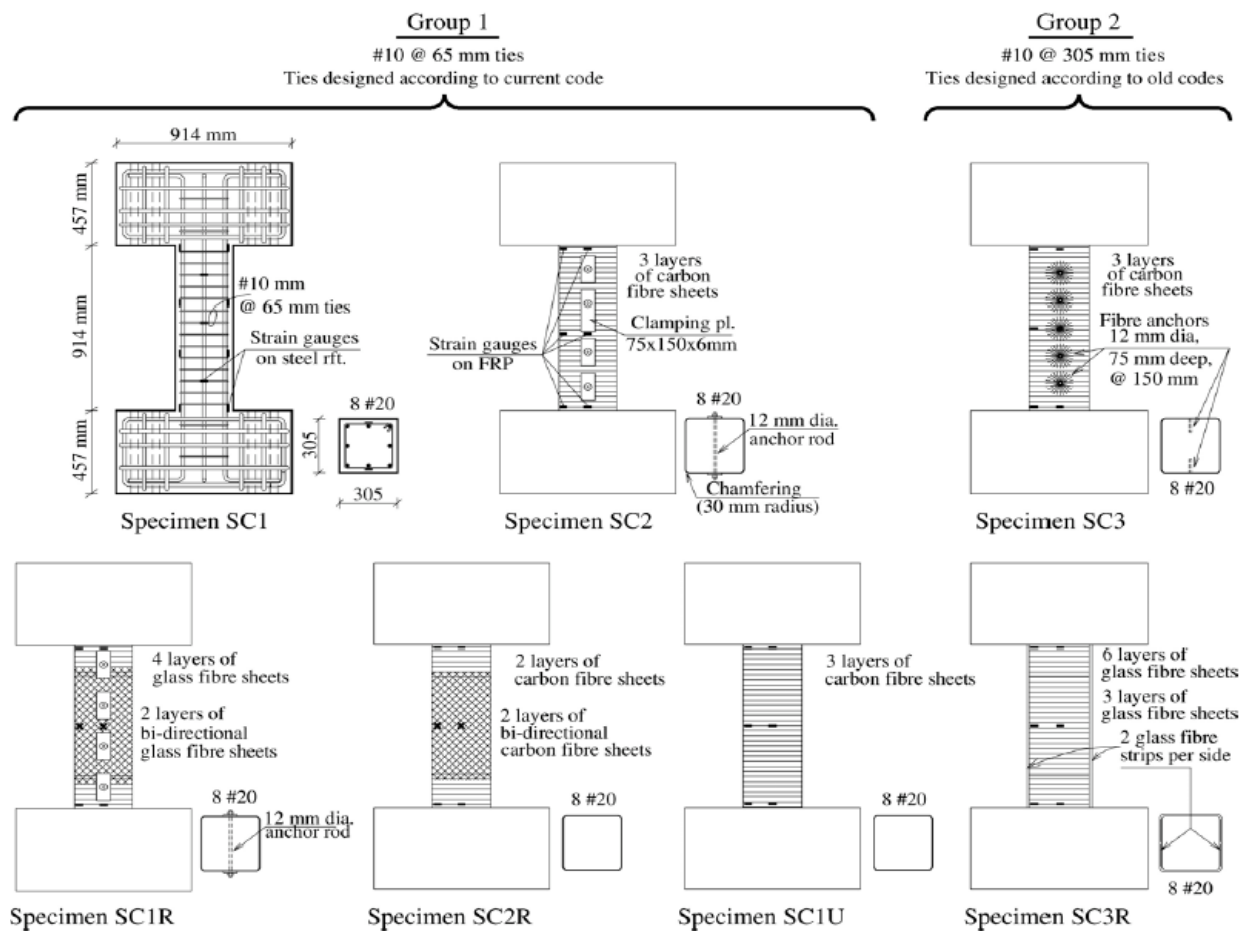 Group 1
#10 @ 65 mm ties
Ties designed according to current code
Group 2
#10 @ 305 mm ties
Ties designed according to old codes
914 mm
457 mm
914 mm
457 mm
#10 mm
@ 65 mm ties
Strain gauges
on steel rft.
8 #20
305
305
Specimen SC1
3 layers
of carbon
fibre sheets
Clamping pl.
75x150x6mm
Strain gauges
on FRP
8 #20
12 mm dia.
anchor rod
Chamfering
(30 mm radius)
Specimen SC2
3 layers
of carbon
fibre sheets
Fibre anchors
12 mm dia,
75 mm deep,
@ 150 mm
8 #20
Specimen SC3
4 layers of
glass fibre sheets
2 layers of
bi-directional
glass fibre sheets
8 #20
12 mm dia.
anchor rod
Specimen SC1R
2 layers of
carbon fibre sheets
2 layers of
bi-directional
carbon fibre sheets
8 #20
Specimen SC2R
3 layers of
carbon fibre sheets
8 #20
Specimen SC1U
6 layers of
glass fibre sheets
3 layers of
glass fibre sheets
2 glass fibre
strips per side
8 #20
Specimen SC3R